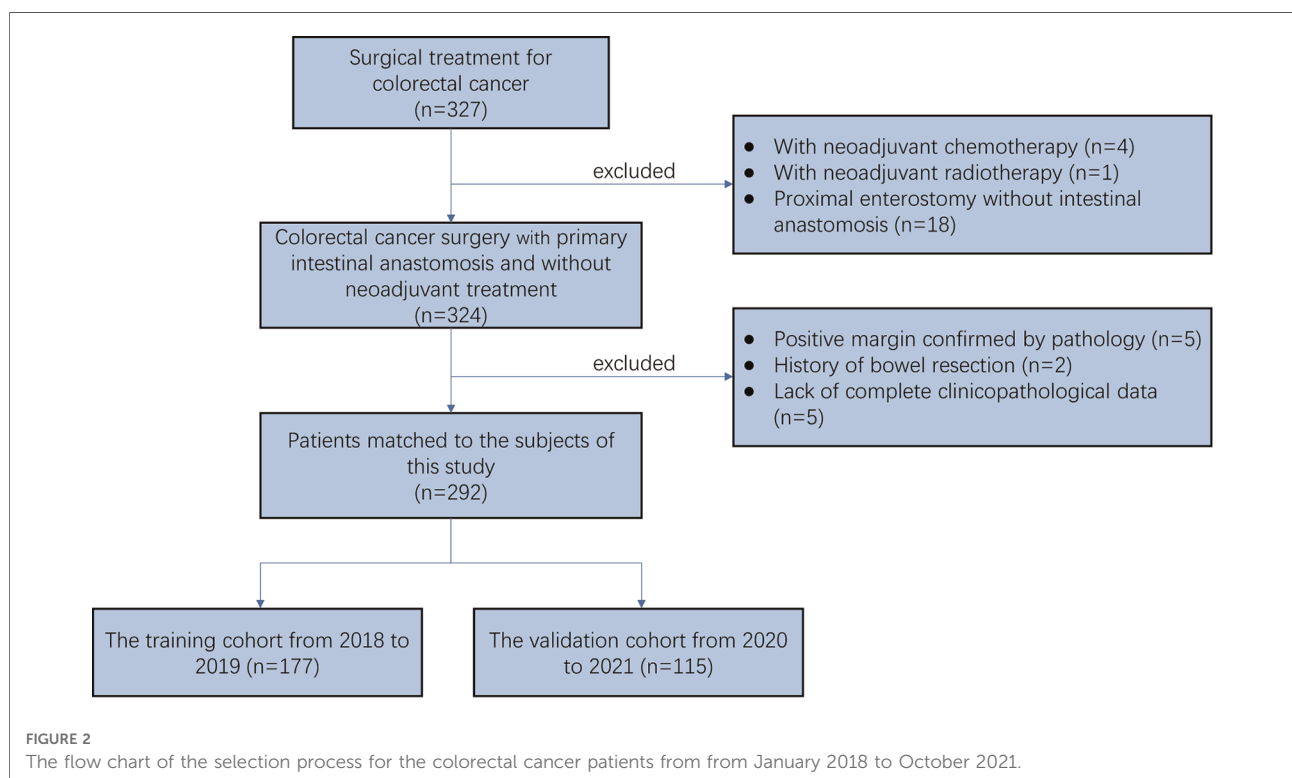 Surgical treatment for
colorectal cancer
(n=327)
excluded
● With neoadjuvant chemotherapy (n=4)
● With neoadjuvant radiotherapy (n=1)
● Proximal enterostomy without intestinal
anastomosis (n=18)
Colorectal cancer surgery with primary
intestinal anastomosis and without
neoadjuvant treatment
(n=324)
excluded
● Positive margin confirmed by pathology (n=5)
● History of bowel resection (n=2)
● Lack of complete clinicopathological data
(n=5)
Patients matched to the subjects of
this study
(n=292)
The training cohort from 2018 to
2019 (n=177)
The validation cohort from 2020
to 2021 (n=115)
FIGURE 2
The flow chart of the selection process for the colorectal cancer patients from from January 2018 to October 2021.